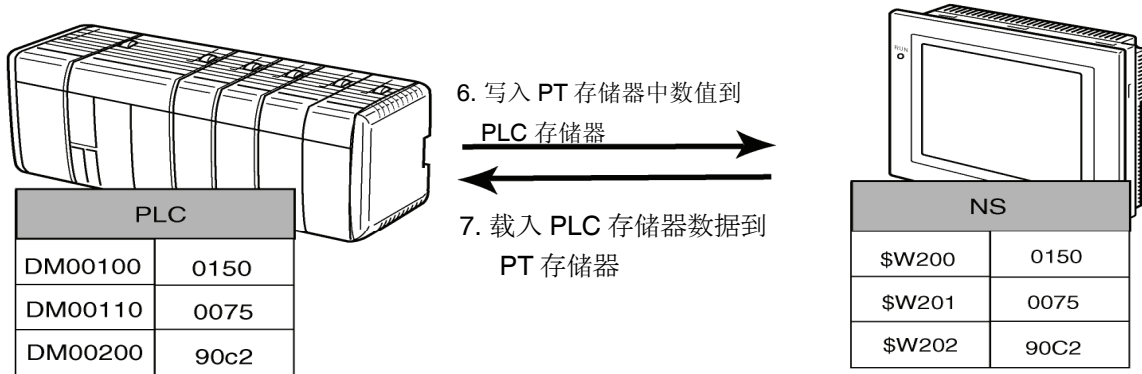 RUN
6. 写入 PT 存储器中数值到
PLC 存储器
7. 载入 PLC 存储器数据到
PT 存储器
PLC
DM00100 0150
DM00110 0075
DM00200 90c2
NS
$W200 0150
$W201 0075
$W202 90C2